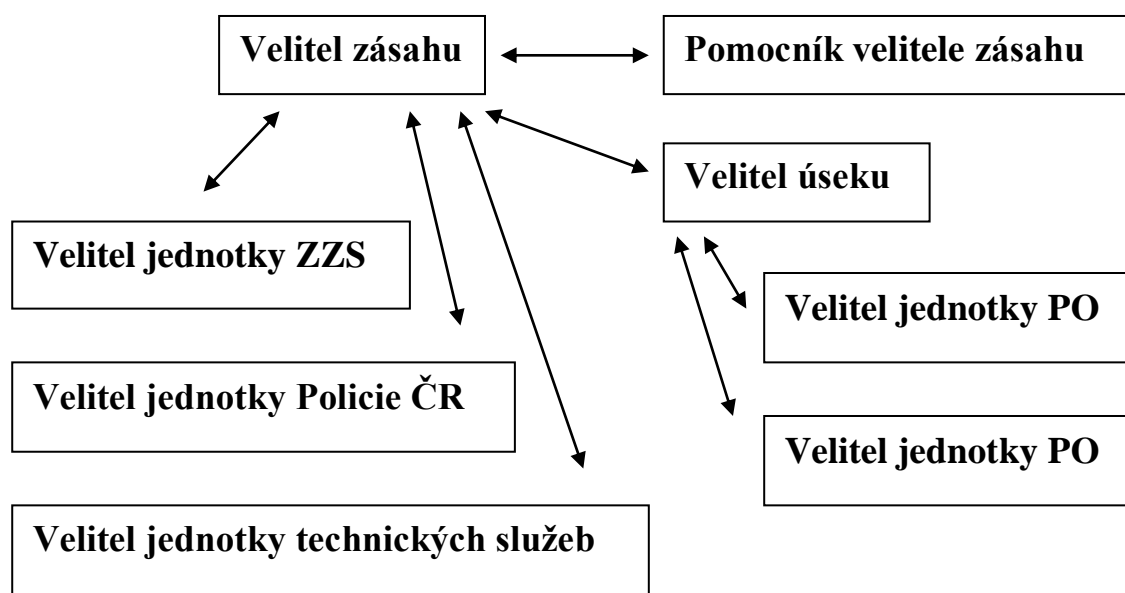 Velitel zásahu
Pomocník velitele zásahu
Velitel úseku
Velitel jednotky ZZS
Velitel jednotky PO
Velitel jednotky Policie ČR
Velitel jednotky PO
Velitel jednotky technických služeb